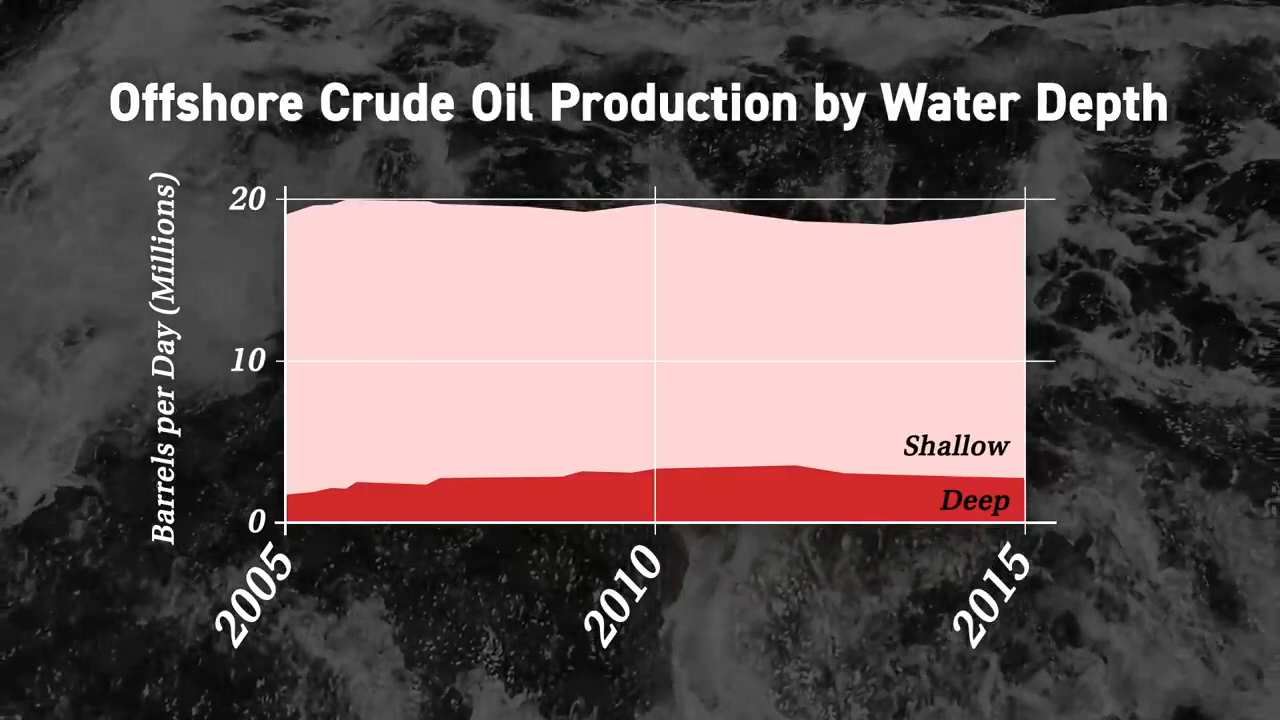 Offshore Crude Oil Production by Water Depth
Barrels per Day (Millions)
20
10
0
Shallow
Deep
2005
2010
2015